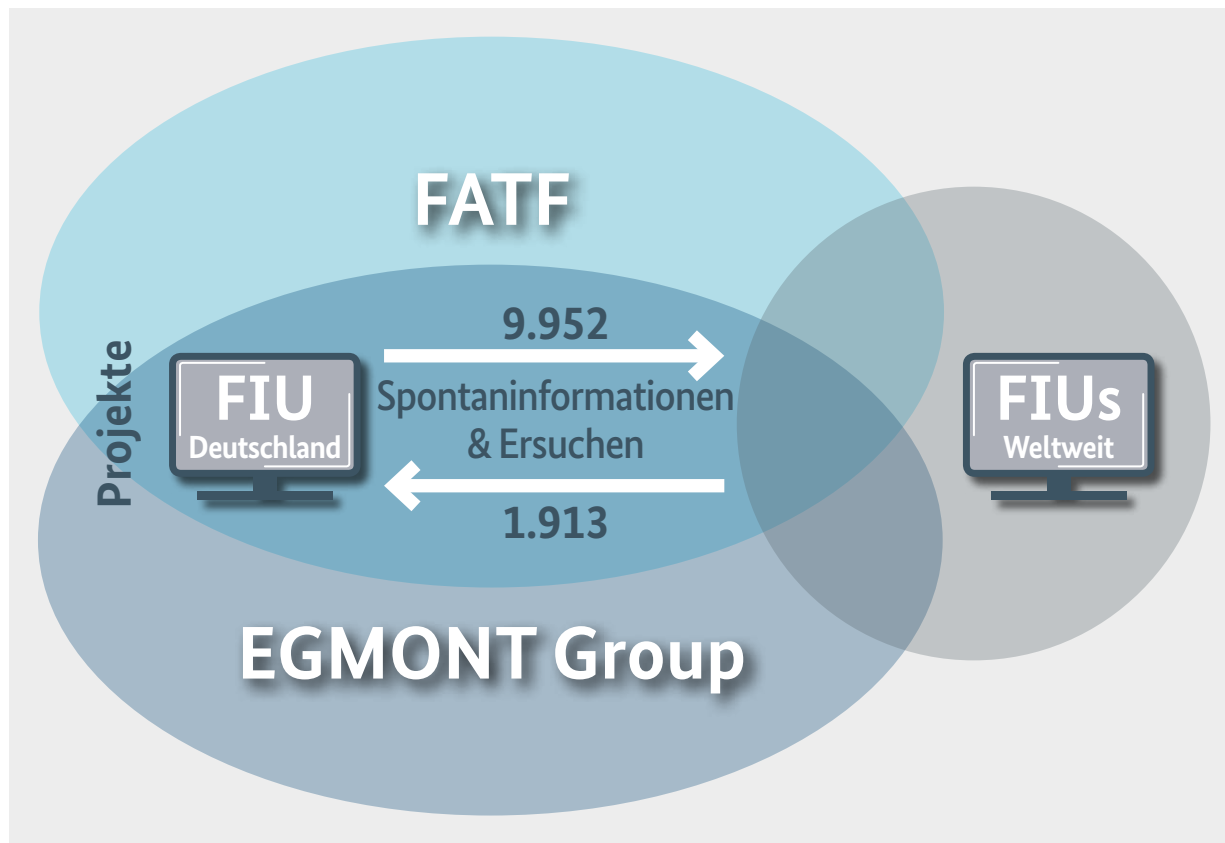 FATF
Projekte
9.952
FIU
Deutschland
Spontaninformationen
& Ersuchen
1.913
FIUs
Weltweit
EGMONT Group